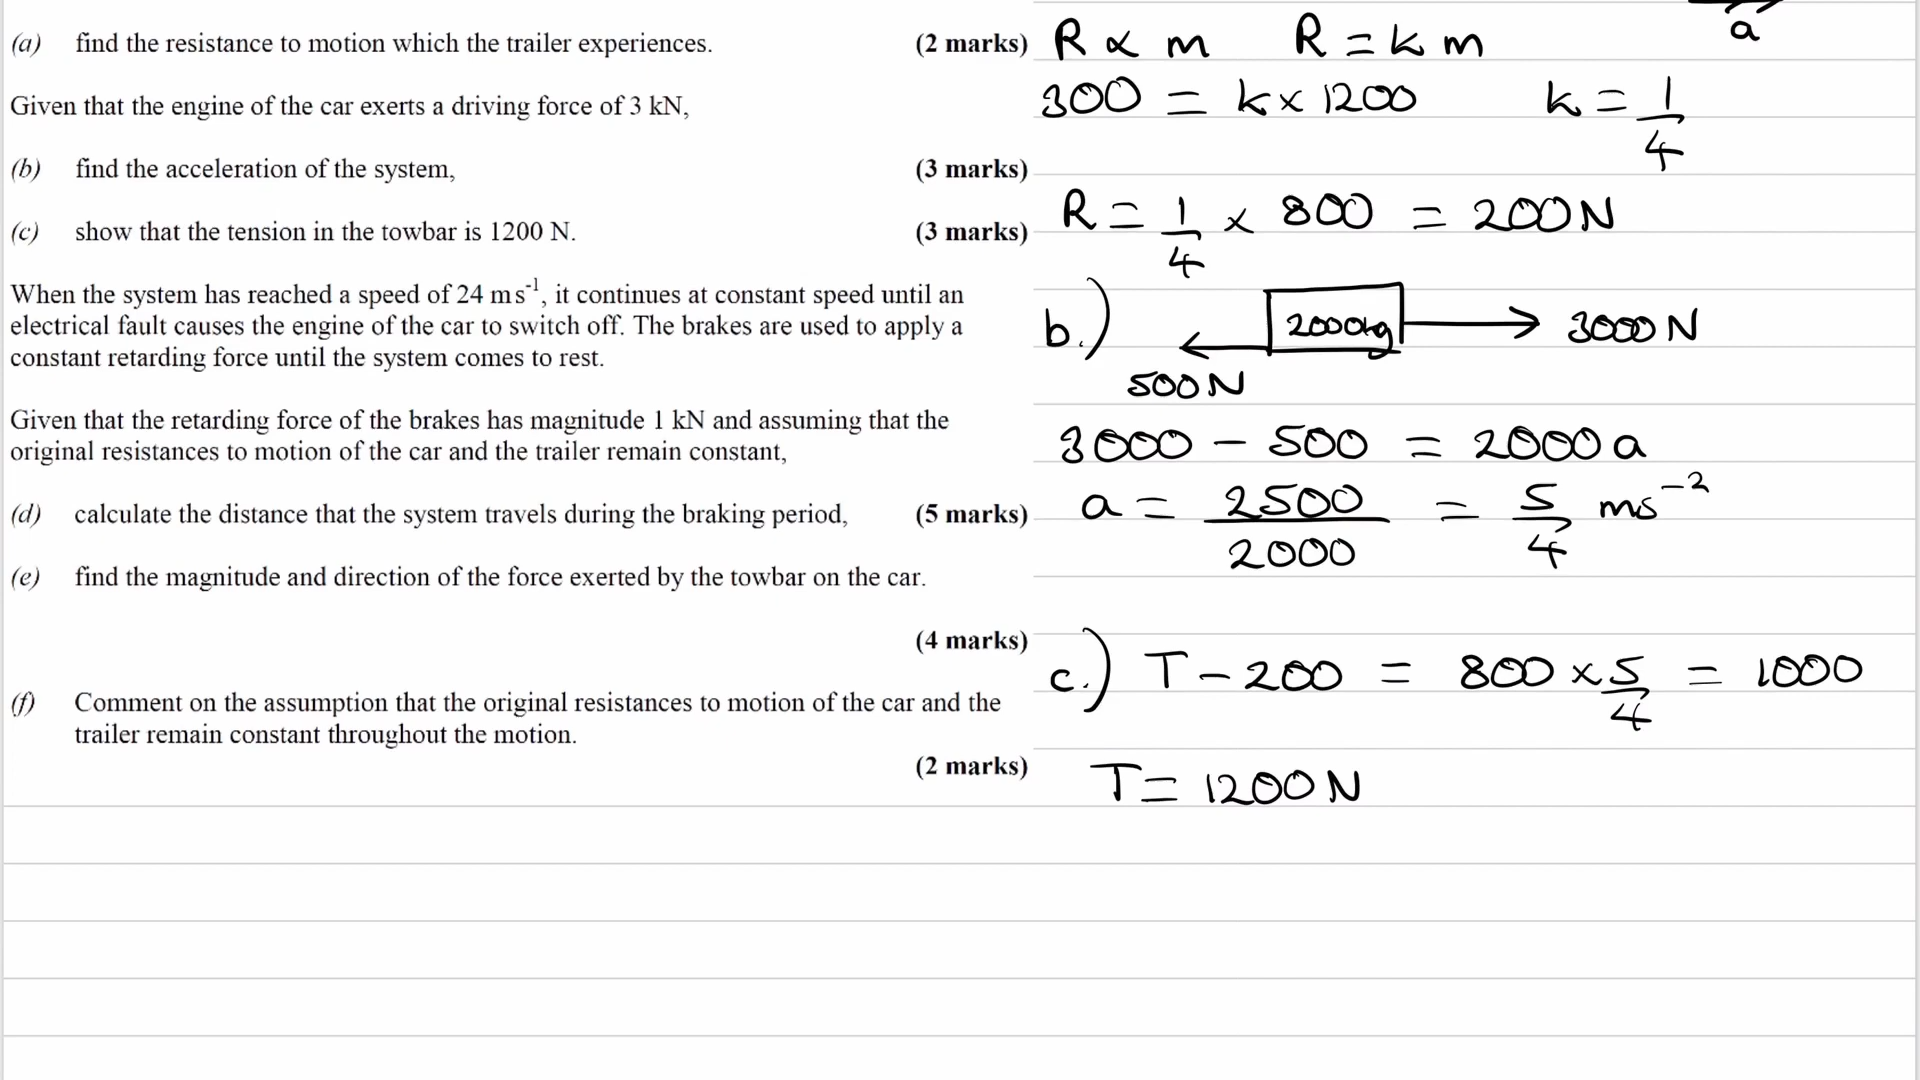 (a) find the resistance to motion which the trailer experiences. (2 marks)
Given that the engine of the car exerts a driving force of 3 kN,
(b) find the acceleration of the system, (3 marks)
(c) show that the tension in the towbar is 1200 N. (3 marks)
When the system has reached a speed of 24 m s⁻¹, it continues at constant speed until an
electrical fault causes the engine of the car to switch off. The brakes are used to apply a
constant retarding force until the system comes to rest.
Given that the retarding force of the brakes has magnitude 1 kN and assuming that the
original resistances to motion of the car and the trailer remain constant,
(d) calculate the distance that the system travels during the braking period, (5 marks)
(e) find the magnitude and direction of the force exerted by the towbar on the car.
(4 marks)
(f) Comment on the assumption that the original resistances to motion of the car and the
trailer remain constant throughout the motion.
(2 marks)
a
R ∝ m R = k m
300 = k × 1200 k = 1/4
R = 1/4 × 800 = 200N
b.) 2000kg 3000 N
500N
3000 - 500 = 2000a
a = 2500/2000 = 5/4 ms⁻²
c.) T - 200 = 800 × 5/4 = 1000
T = 1200N